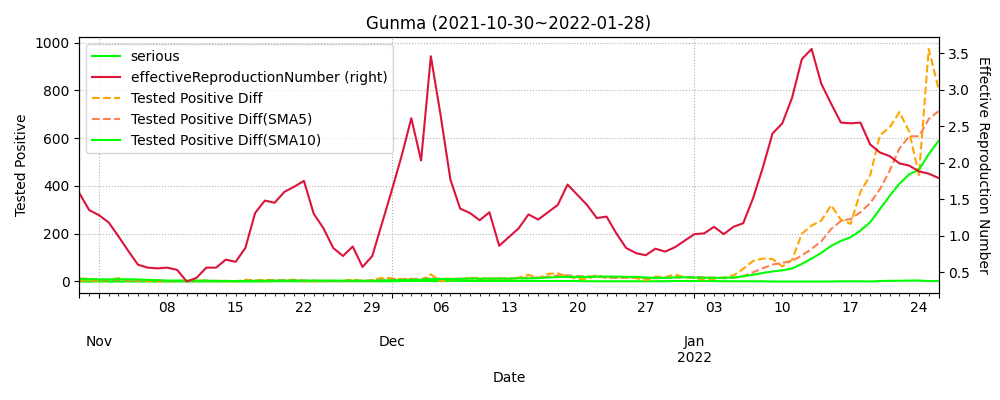 Gunma (2021-10-30~2022-01-28)
serious
effectiveReproductionNumber (right)
Tested Positive Diff
Tested Positive Diff(SMA5)
Tested Positive Diff(SMA10)
1000
800
600
400
200
0
Tested Positive
3.5
3.0
2.5
2.0
1.5
1.0
0.5
Effective Reproduction Number
08 15 22 29 06 13 20 27 03 10 17 24
Nov Dec Jan
2022
Date